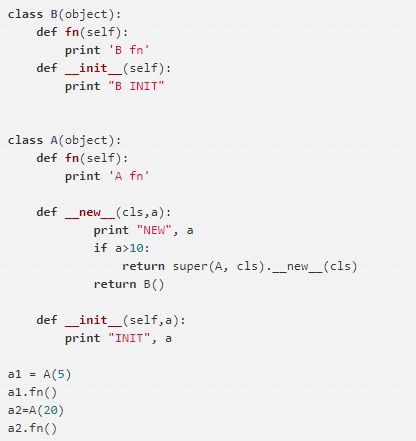 class B(object):
    def fn(self):
        print 'B fn'
    def __init__(self):
        print "B INIT"


class A(object):
    def fn(self):
        print 'A fn'

    def __new__(cls,a):
            print "NEW", a
            if a>10:
                return super(A, cls).__new__(cls)
            return B()

    def __init__(self,a):
        print "INIT", a

a1 = A(5)
a1.fn()
a2=A(20)
a2.fn()